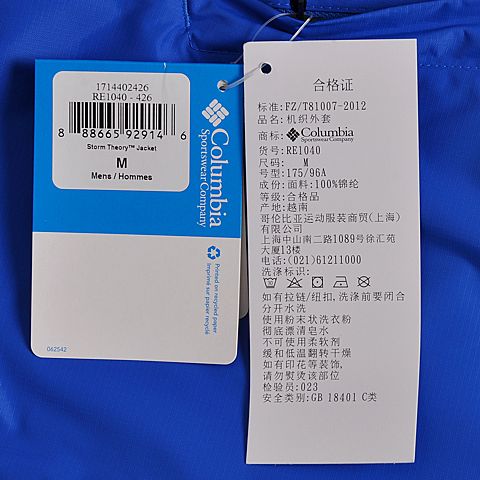 1714402426
RE1040 - 426
8 88665 92914 6
Storm Theory™ Jacket
M
Mens / Hommes
Columbia
Sportswear Company
Printed on recycled paper
Imprimé sur papier recyclé
062542
合格证
标准:FZ/T81007-2012
品名:机织外套
商标:Columbia
Sportswear Company
货号:RE1040
尺码: M
号型:175/96A
成份:面料:100%锦纶
等级:合格品
产地:越南
哥伦比亚运动服装商贸(上海)
有限公司
上海中山南二路1089号徐汇苑
大厦13楼
电话:(021)61211000
洗涤标识:
如有拉链/纽扣,洗涤前要闭合
分开水洗
使用粉末状洗衣粉
彻底漂清皂水
不可使用柔软剂
缓和低温翻转干燥
如有印花等装饰,
请勿熨烫该部位
检验员:023
安全类别:GB 18401 C类